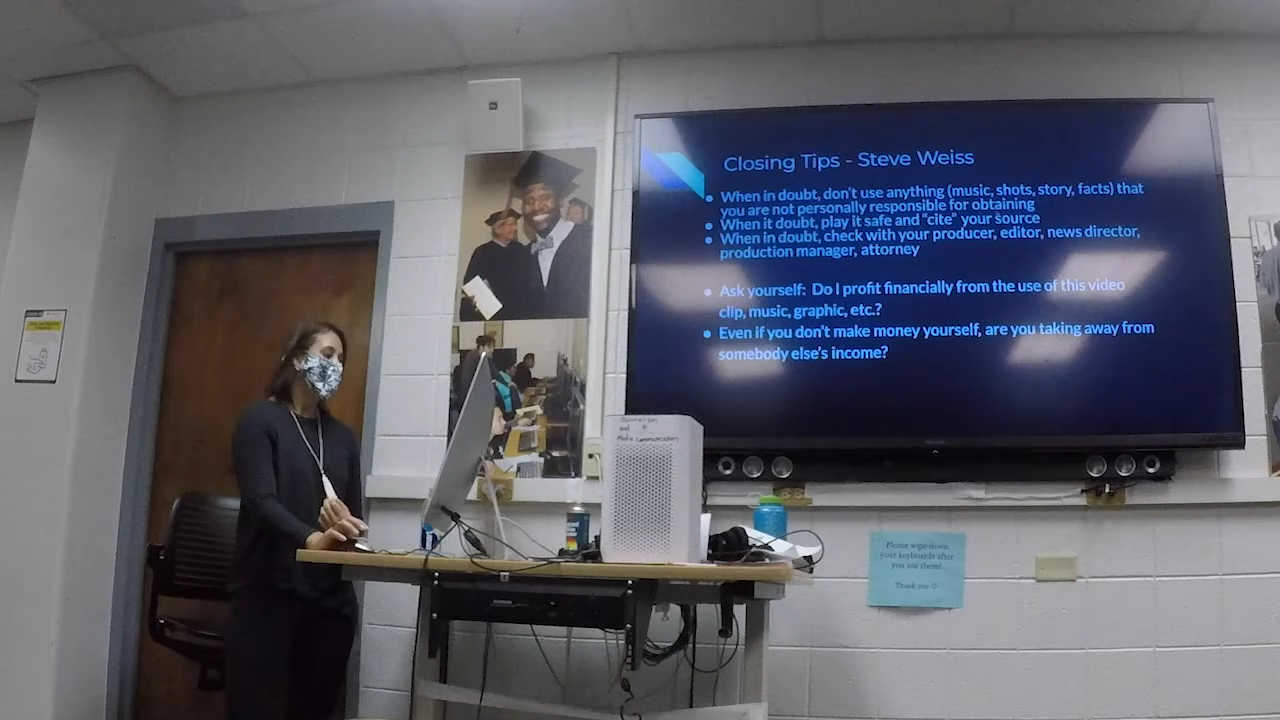 Closing Tips - Steve Weiss
When in doubt, don't use anything (music, shots, story, facts) that
you are not personally responsible for obtaining
When it doubt, play it safe and "cite" your source
When in doubt, check with your producer, editor, news director,
production manager, attorney
Ask yourself: Do I profit financially from the use of this video
clip, music, graphic, etc.?
Even if you don't make money yourself, are you taking away from
somebody else's income?
Journalism
and
Media Communication
Please wipe down
your keyboards after
you use them!
Thank you ☺